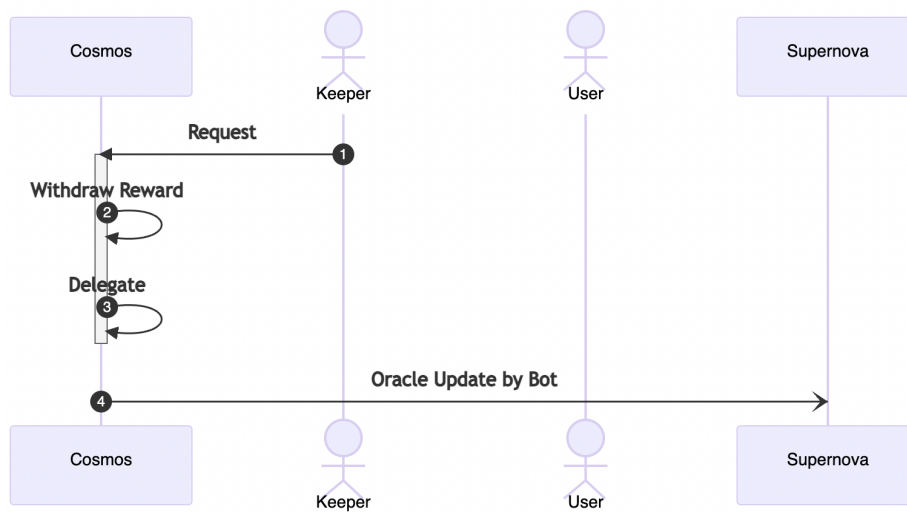 Cosmos
Keeper
User
Supernova
Request
1
Withdraw Reward
2
Delegate
3
Oracle Update by Bot
4
Cosmos
Keeper
User
Supernova